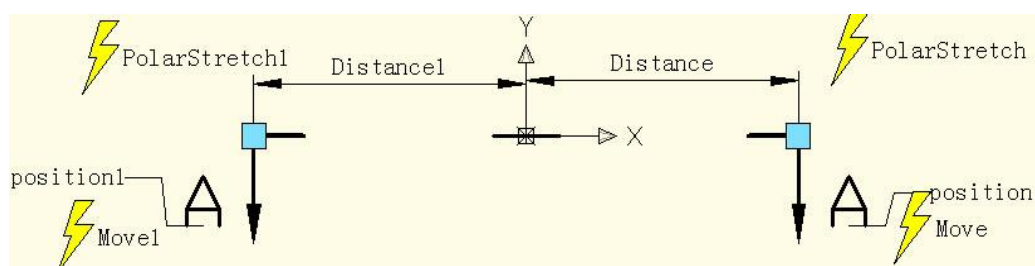 PolarStretch1 Distance1 Y Distance PolarStretch
X
position1 A A position
Move1 Move